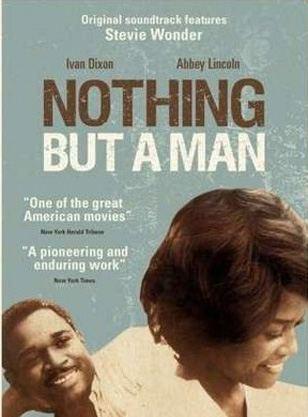 Original soundtrack features
Stevie Wonder
Ivan Dixon Abbey Lincoln
NOTHING
BUT A MAN
"One of the great
American movies"
New York Herald Tribune
"A pioneering and
enduring work"
New York Times